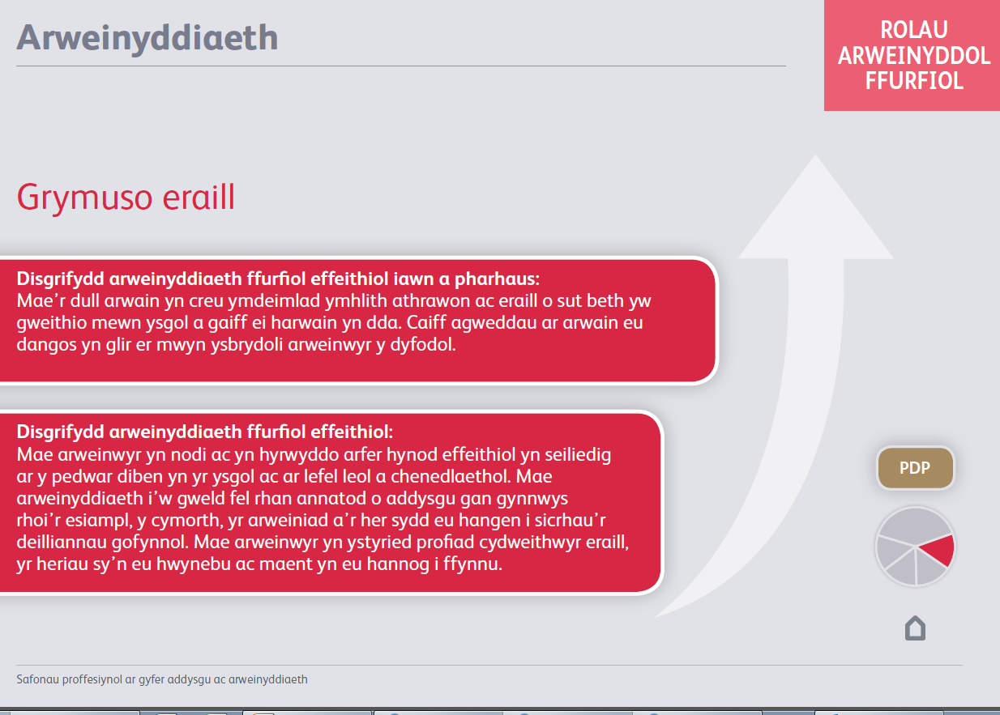 Arweinyddiaeth
ROLAU
ARWEINYDDOL
FFURFIOL
Grymuso eraill
Disgrifydd arweinyddiaeth ffurfiol effeithiol iawn a pharhaus:
Mae’r dull arwain yn creu ymdeimlad ymhlith athrawon ac eraill o sut beth yw
gweithio mewn ysgol a gaiff ei harwain yn dda. Caiff agweddau ar arwain eu
dangos yn glir er mwyn ysbrydoli arweinwyr y dyfodol.
Disgrifydd arweinyddiaeth ffurfiol effeithiol:
Mae arweinwyr yn nodi ac yn hyrwyddo arfer hynod effeithiol yn seiliedig
ar y pedwar diben yn yr ysgol ac ar lefel leol a chenedlaethol. Mae
arweinyddiaeth i’w gweld fel rhan annatod o addysgu gan gynnwys
rhoi’r esiampl, y cymorth, yr arweiniad a’r her sydd eu hangen i sicrhau’r
deilliannau gofynnol. Mae arweinwyr yn ystyried profiad cydweithwyr eraill,
yr heriau sy’n eu hwynebu ac maent yn eu hannog i ffynnu.
PDP
Safonau proffesiynol ar gyfer addysgu ac arweinyddiaeth